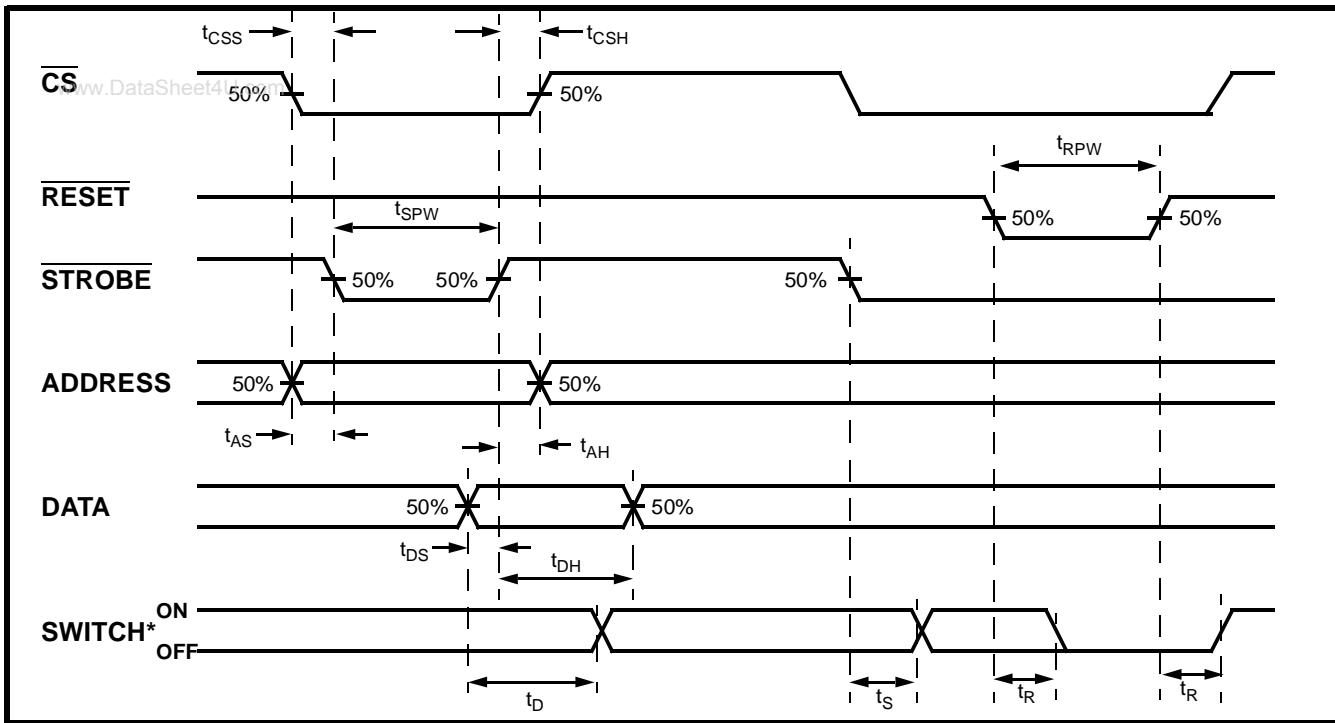 tCSS
tCSH
CS
www.DataSheet4U.com
50%
50%
tRPW
RESET
tSPW
50%
50%
STROBE
50%
50%
50%
ADDRESS
50%
50%
tAS
tAH
DATA
50%
50%
tDS
tDH
ON
SWITCH*
OFF
tD
tS
tR
tR